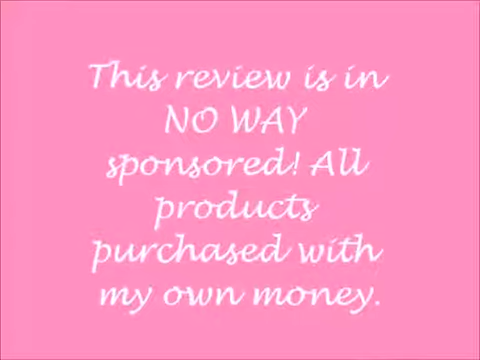 This review is in
NO WAY
sponsored! All
products
purchased with
my own money.